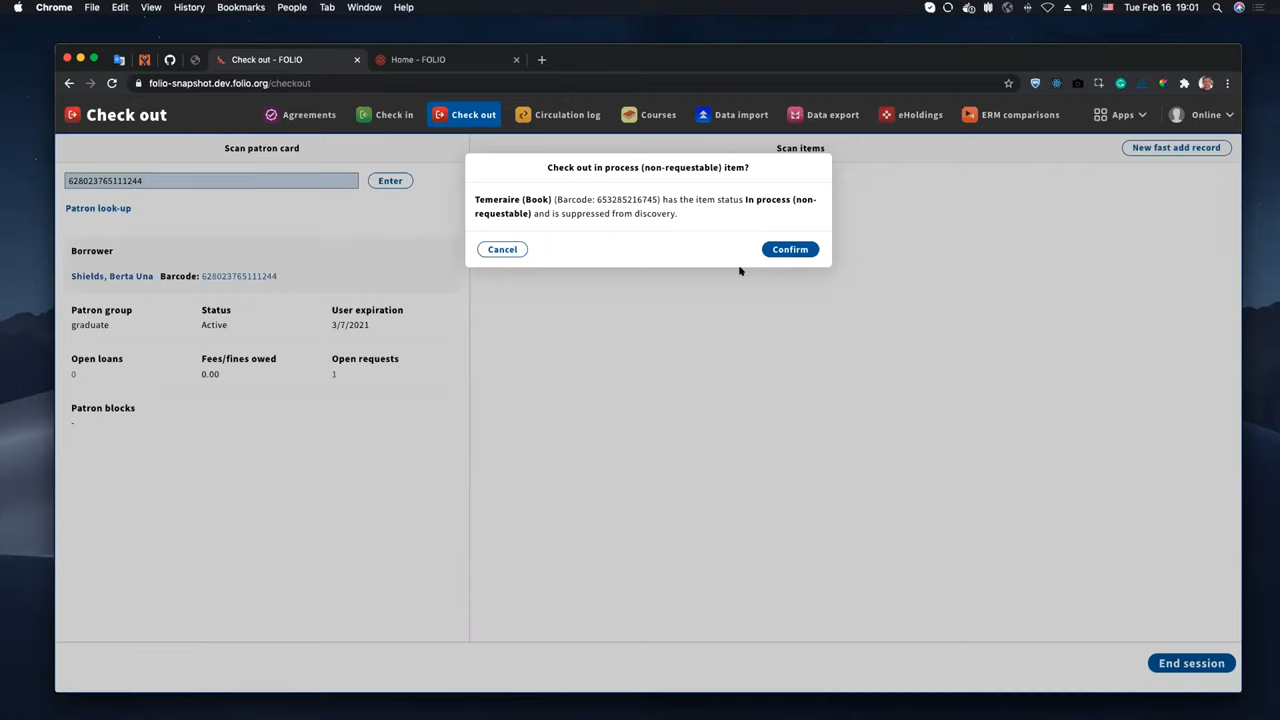 Chrome File Edit View History Bookmarks People Tab Window Help Tue Feb 16 19:01
Check out - FOLIO Home - FOLIO
folio-snapshot.dev.folio.org/checkout
Check out Agreements Check in Check out Circulation log Courses Data import Data export eHoldings ERM comparisons Apps Online
Scan patron card Scan items New fast add record
628023765111244 Enter
Patron look-up
Borrower
Shields, Berta Una Barcode: 628023765111244
Patron group Status User expiration
graduate Active 3/7/2021
Open loans Fees/fines owed Open requests
0 0.00 1
Patron blocks
-
Check out in process (non-requestable) item?
Temeraire (Book) (Barcode: 653285216745) has the item status In process (non-
requestable) and is suppressed from discovery.
Cancel Confirm
End session